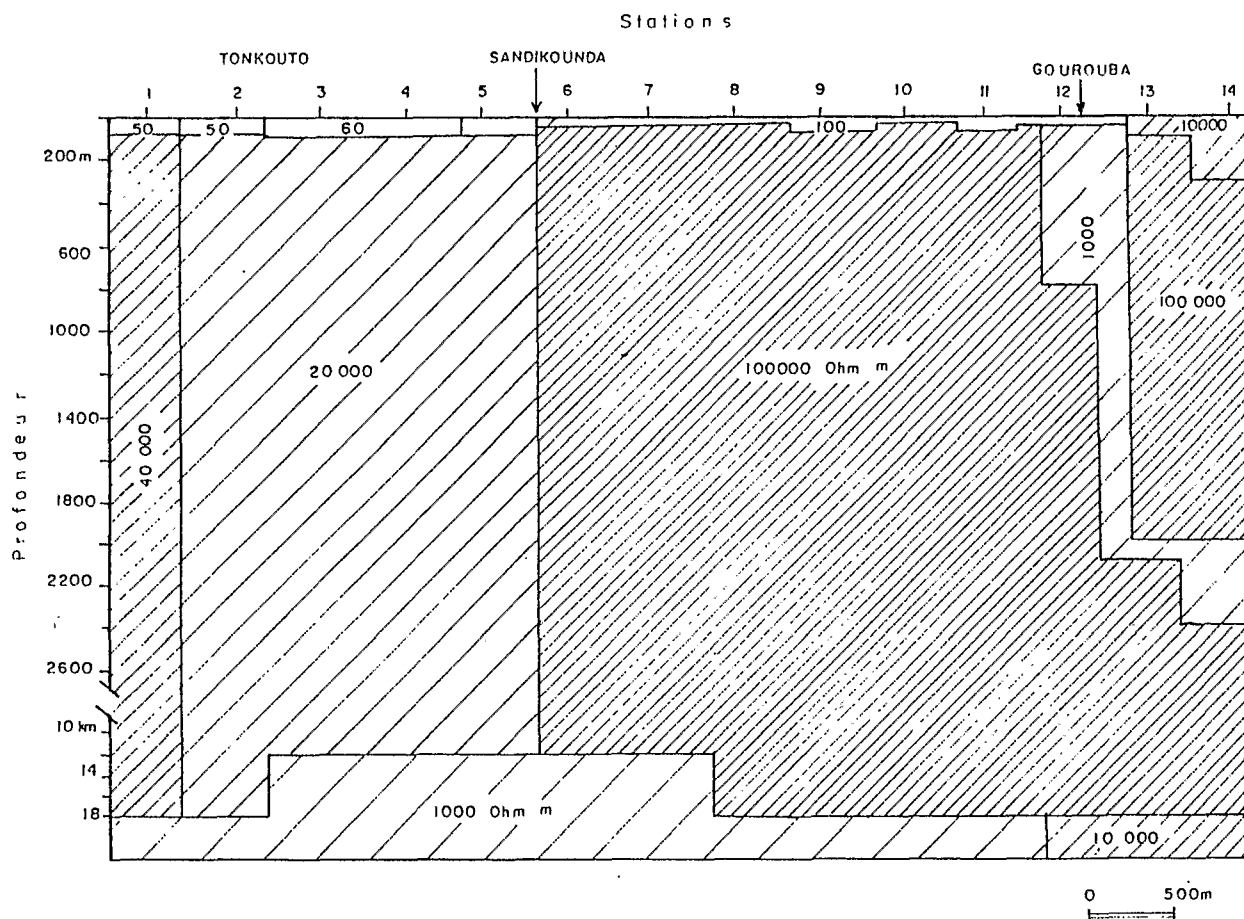 Stations
TONKOUTO SANDIKOUNDA GOUROUBA
1 2 3 4 5 6 7 8 9 10 11 12 13 14
50 50 60 100 10000
200m
600
1000
1400
1800
2200
2600
10 km
14
18
Profondeur
40 000
20 000
100000 Ohm m
1000
100 000
1000 Ohm m
10 000
0 500m